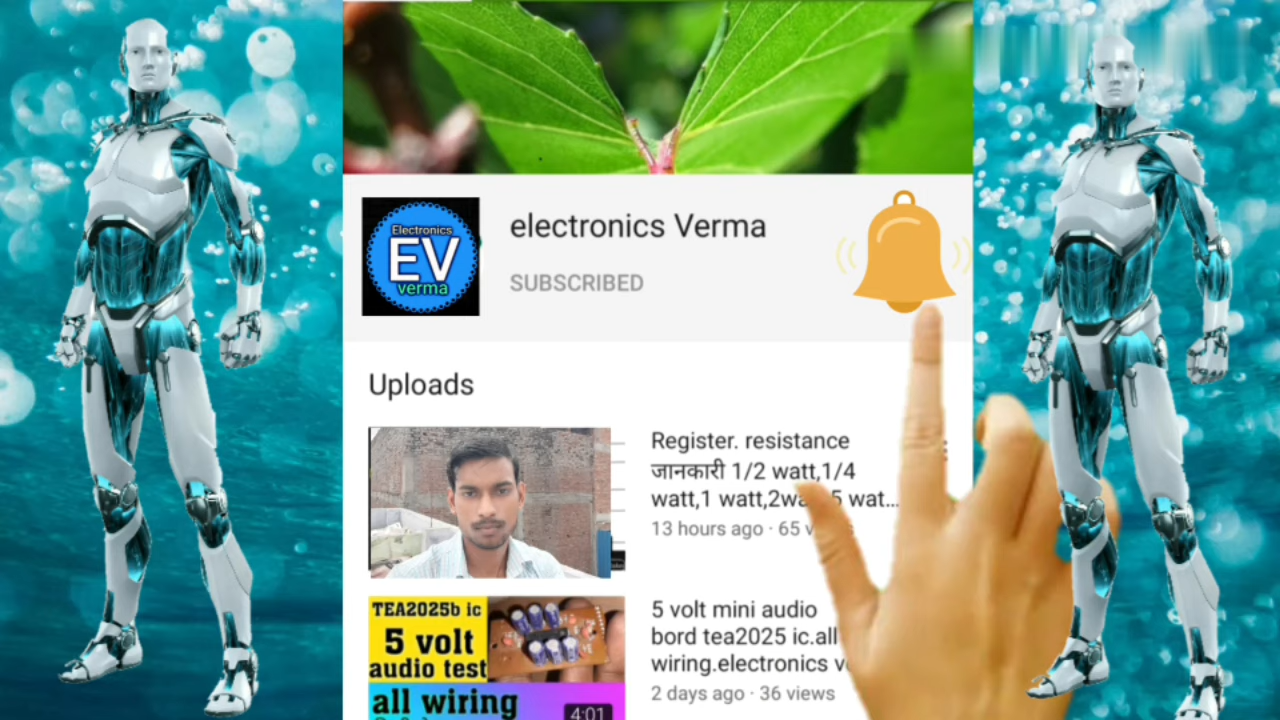 electronics Verma
SUBSCRIBED
Electronics
EV
verma
Uploads
Register. resistance
जानकारी 1/2 watt,1/4
watt,1 watt,2wa 5 wat...
13 hours ago · 65 v
TEA2025b ic
5 volt
audio test
all wiring
4:01
5 volt mini audio
bord tea2025 ic.all
wiring.electronics v
2 days ago · 36 views